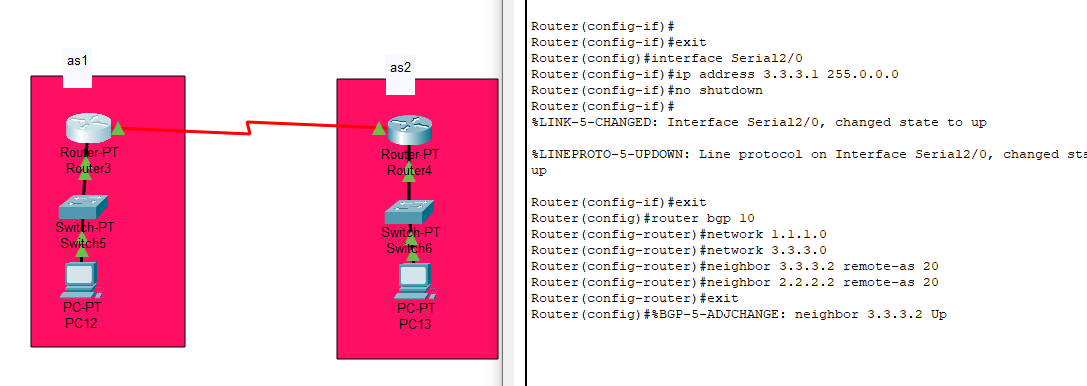 as1
as2
Router-PT
Router3
Router-PT
Router4
Switch-PT
Switch5
Switch-PT
Switch6
PC-PT
PC12
PC-PT
PC13
Router(config-if)#
Router(config-if)#exit
Router(config)#interface Serial2/0
Router(config-if)#ip address 3.3.3.1 255.0.0.0
Router(config-if)#no shutdown
Router(config-if)#
%LINK-5-CHANGED: Interface Serial2/0, changed state to up
%LINEPROTO-5-UPDOWN: Line protocol on Interface Serial2/0, changed sta
up
Router(config-if)#exit
Router(config)#router bgp 10
Router(config-router)#network 1.1.1.0
Router(config-router)#network 3.3.3.0
Router(config-router)#neighbor 3.3.3.2 remote-as 20
Router(config-router)#neighbor 2.2.2.2 remote-as 20
Router(config-router)#exit
Router(config)#%BGP-5-ADJCHANGE: neighbor 3.3.3.2 Up